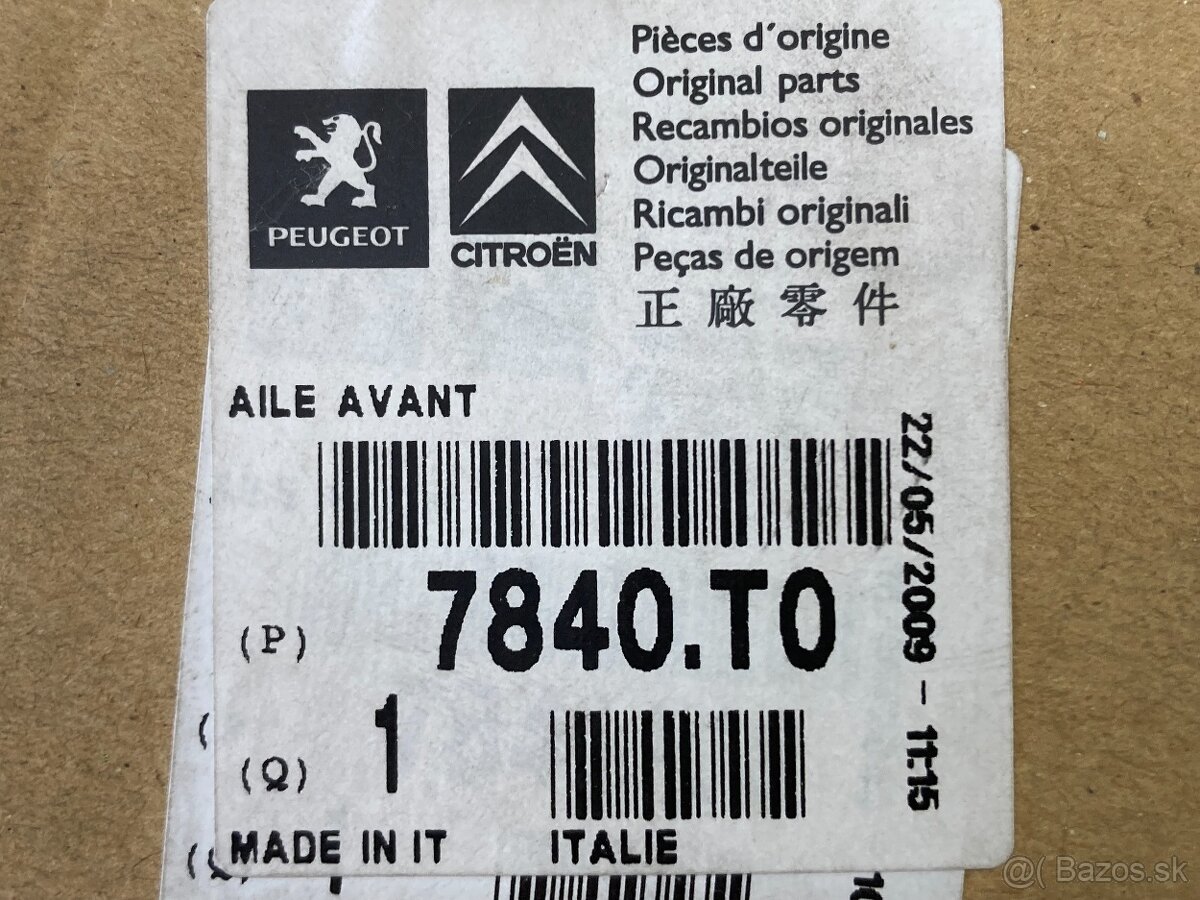 Pièces d´origine
Original parts
Recambios originales
Originalteile
Ricambi originali
Peças de origem
正廠零件
PEUGEOT
CITROËN
AILE AVANT
22/05/2009 - 11:15
(P) 7840.T0
(Q) 1
MADE IN IT ITALIE
@( Bazos.sk